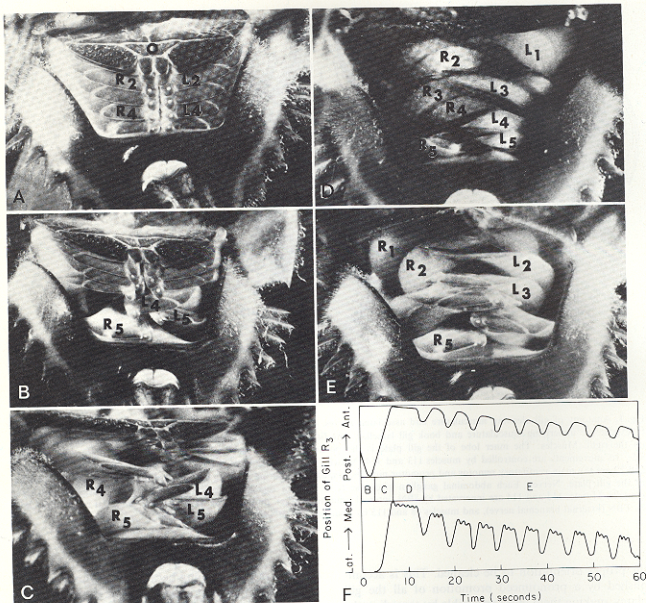 O
R2 L2
R4 L4
A
L4
R5 L5
B
R4 L4
R5 L5
C
R2 L1
R3 L3
R4 L4
R5 L5
D
R1
R2 L2
L3
R5
E
Position of Gill R3
Post. → Ant.
B C D E
Lat. → Med.
0 10 20 30 40 50 60
Time (seconds)
F